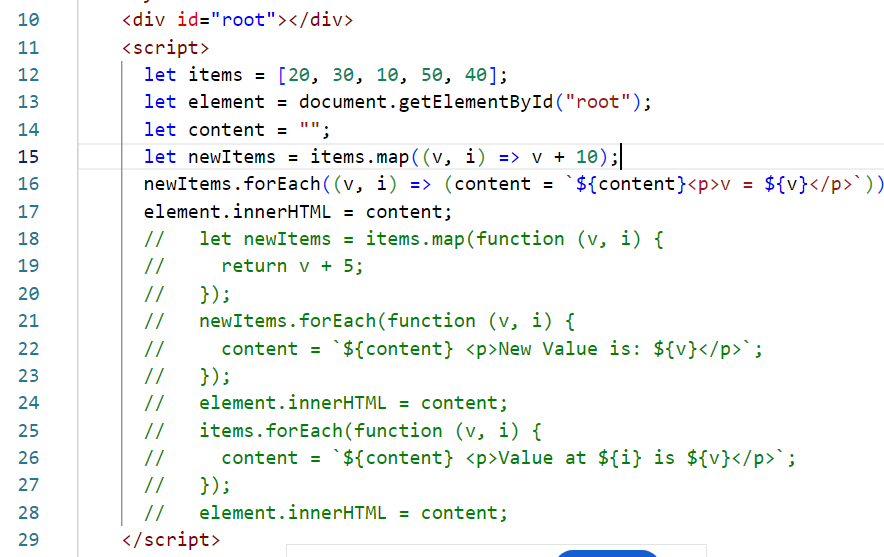 10 <div id="root"></div>
11 <script>
12 let items = [20, 30, 10, 50, 40];
13 let element = document.getElementById("root");
14 let content = "";
15 let newItems = items.map((v, i) => v + 10);
16 newItems.forEach((v, i) => (content = `${content}<p>v = ${v}</p>`))
17 element.innerHTML = content;
18 //   let newItems = items.map(function (v, i) {
19 //     return v + 5;
20 //   });
21 //   newItems.forEach(function (v, i) {
22 //     content = `${content} <p>New Value is: ${v}</p>`;
23 //   });
24 //   element.innerHTML = content;
25 //   items.forEach(function (v, i) {
26 //     content = `${content} <p>Value at ${i} is ${v}</p>`;
27 //   });
28 //   element.innerHTML = content;
29 </script>